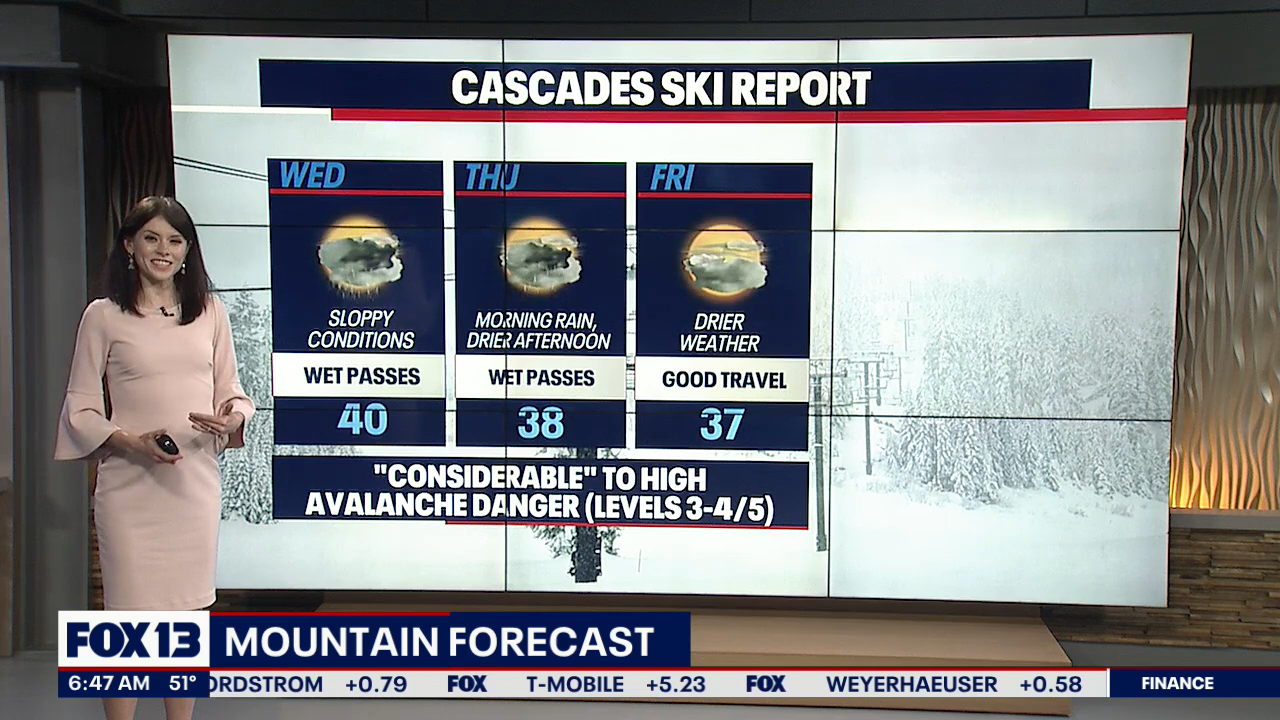 CASCADES SKI REPORT
WED
THU
FRI
SLOPPY
CONDITIONS
MORNING RAIN,
DRIER AFTERNOON
DRIER
WEATHER
WET PASSES
WET PASSES
GOOD TRAVEL
40
38
37
"CONSIDERABLE" TO HIGH
AVALANCHE DANGER (LEVELS 3-4/5)
FOX 13
MOUNTAIN FORECAST
6:47 AM 51° ORDSTROM +0.79 FOX T-MOBILE +5.23 FOX WEYERHAEUSER +0.58 FINANCE